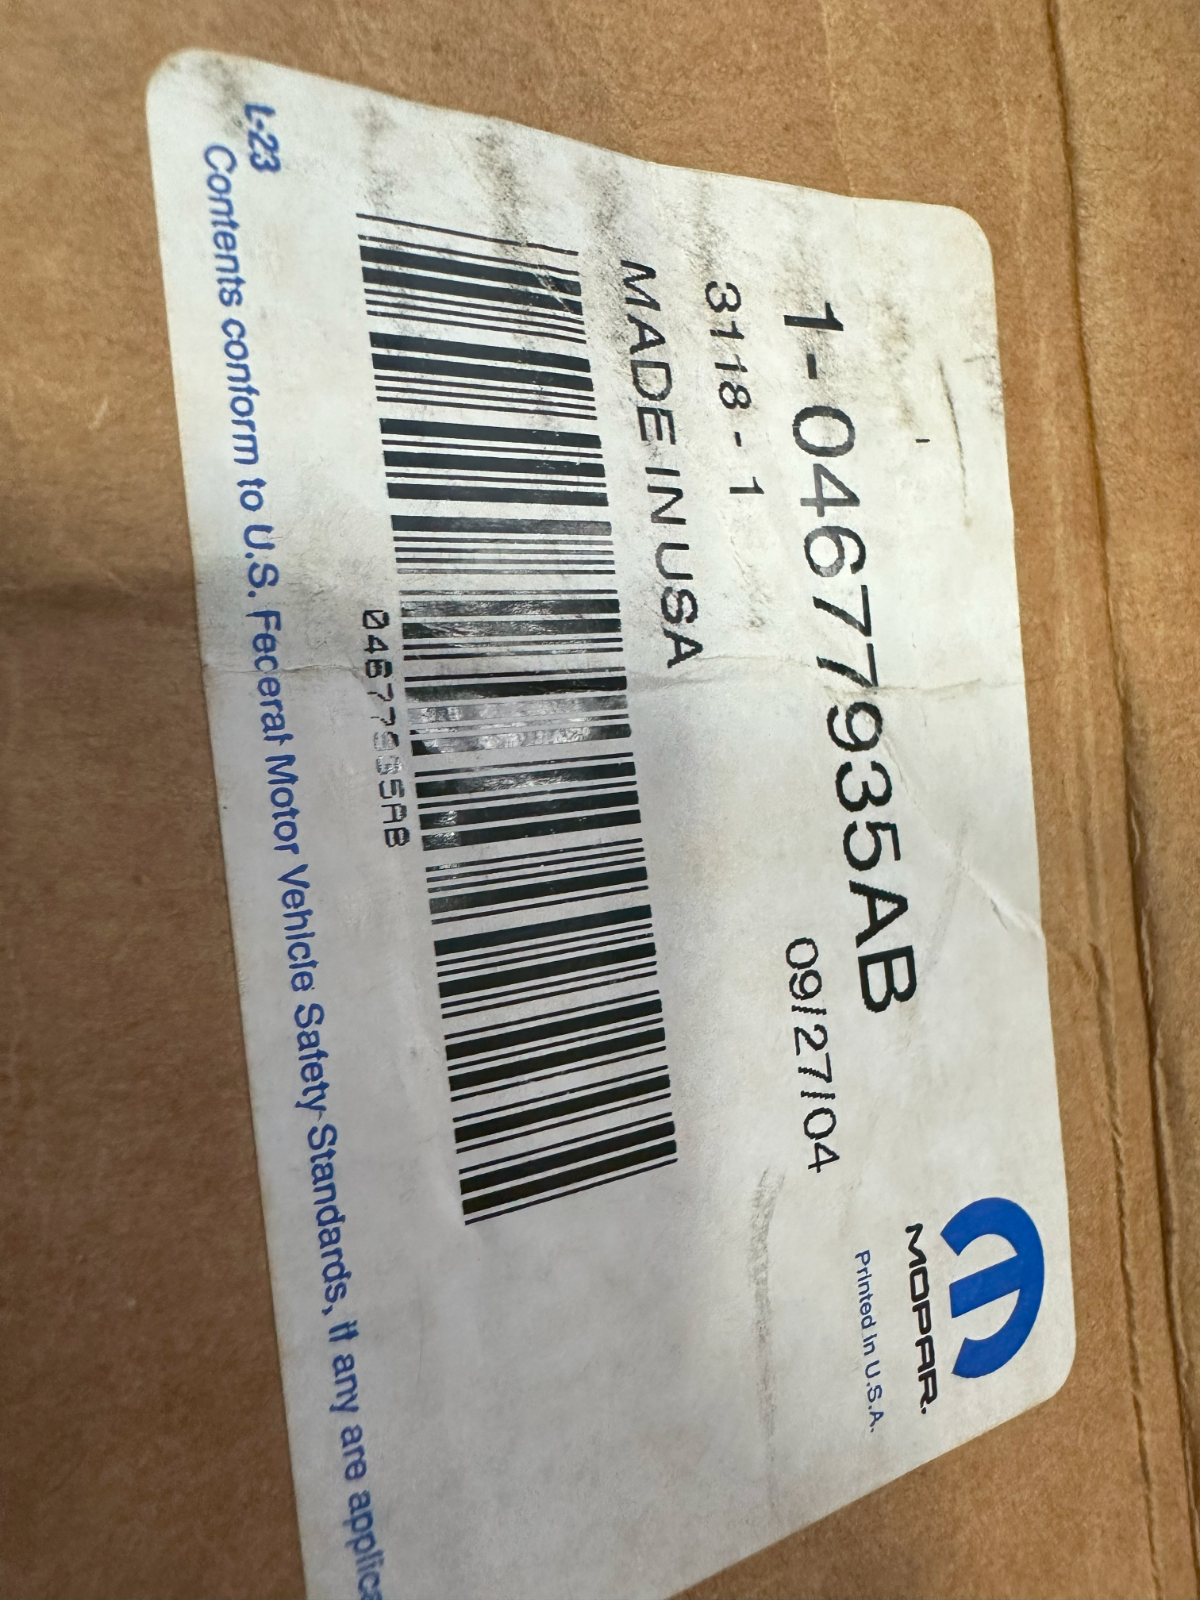 1-04677935AB
3118 - 1
09/27/04
MOPAR.
Printed in U.S.A.
MADE IN USA
04677935AB
L-23
Contents conform to U.S. Federal Motor Vehicle Safety Standards, if any are